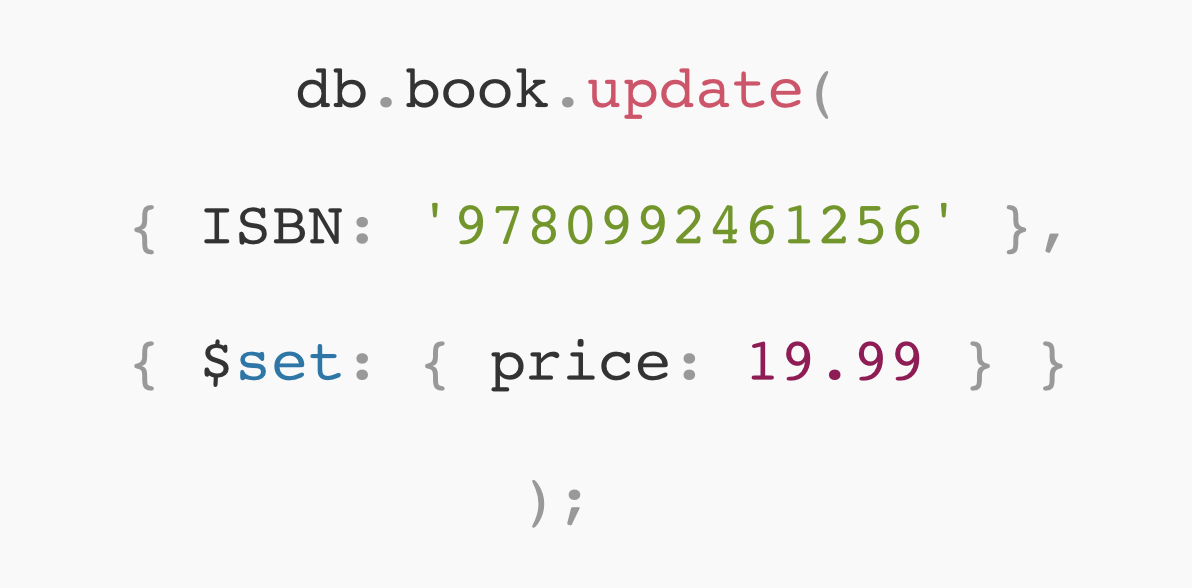 db.book.update(
{ ISBN: '9780992461256' },
{ $set: { price: 19.99 } }
);